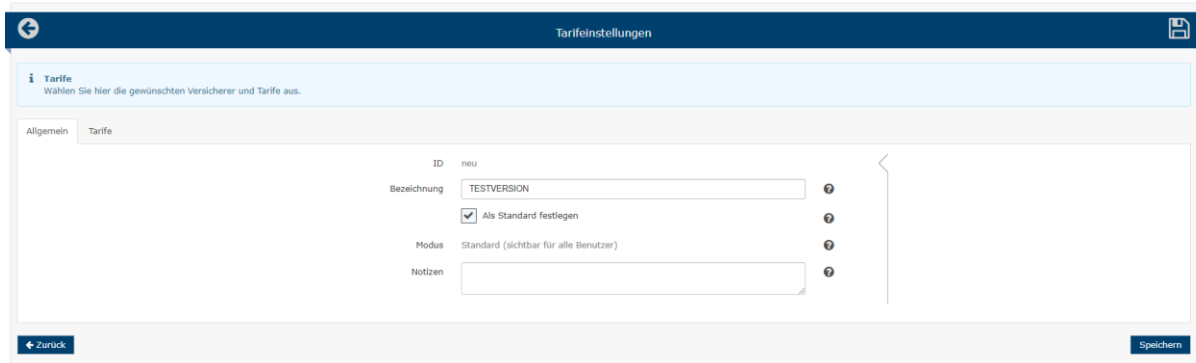 Tarifeinstellungen
Tarife
Wählen Sie hier die gewünschten Versicherer und Tarife aus.
Allgemein Tarife
ID neu
Bezeichnung TESTVERSION
Als Standard festlegen
Modus Standard (sichtbar für alle Benutzer)
Notizen
Zurück Speichern